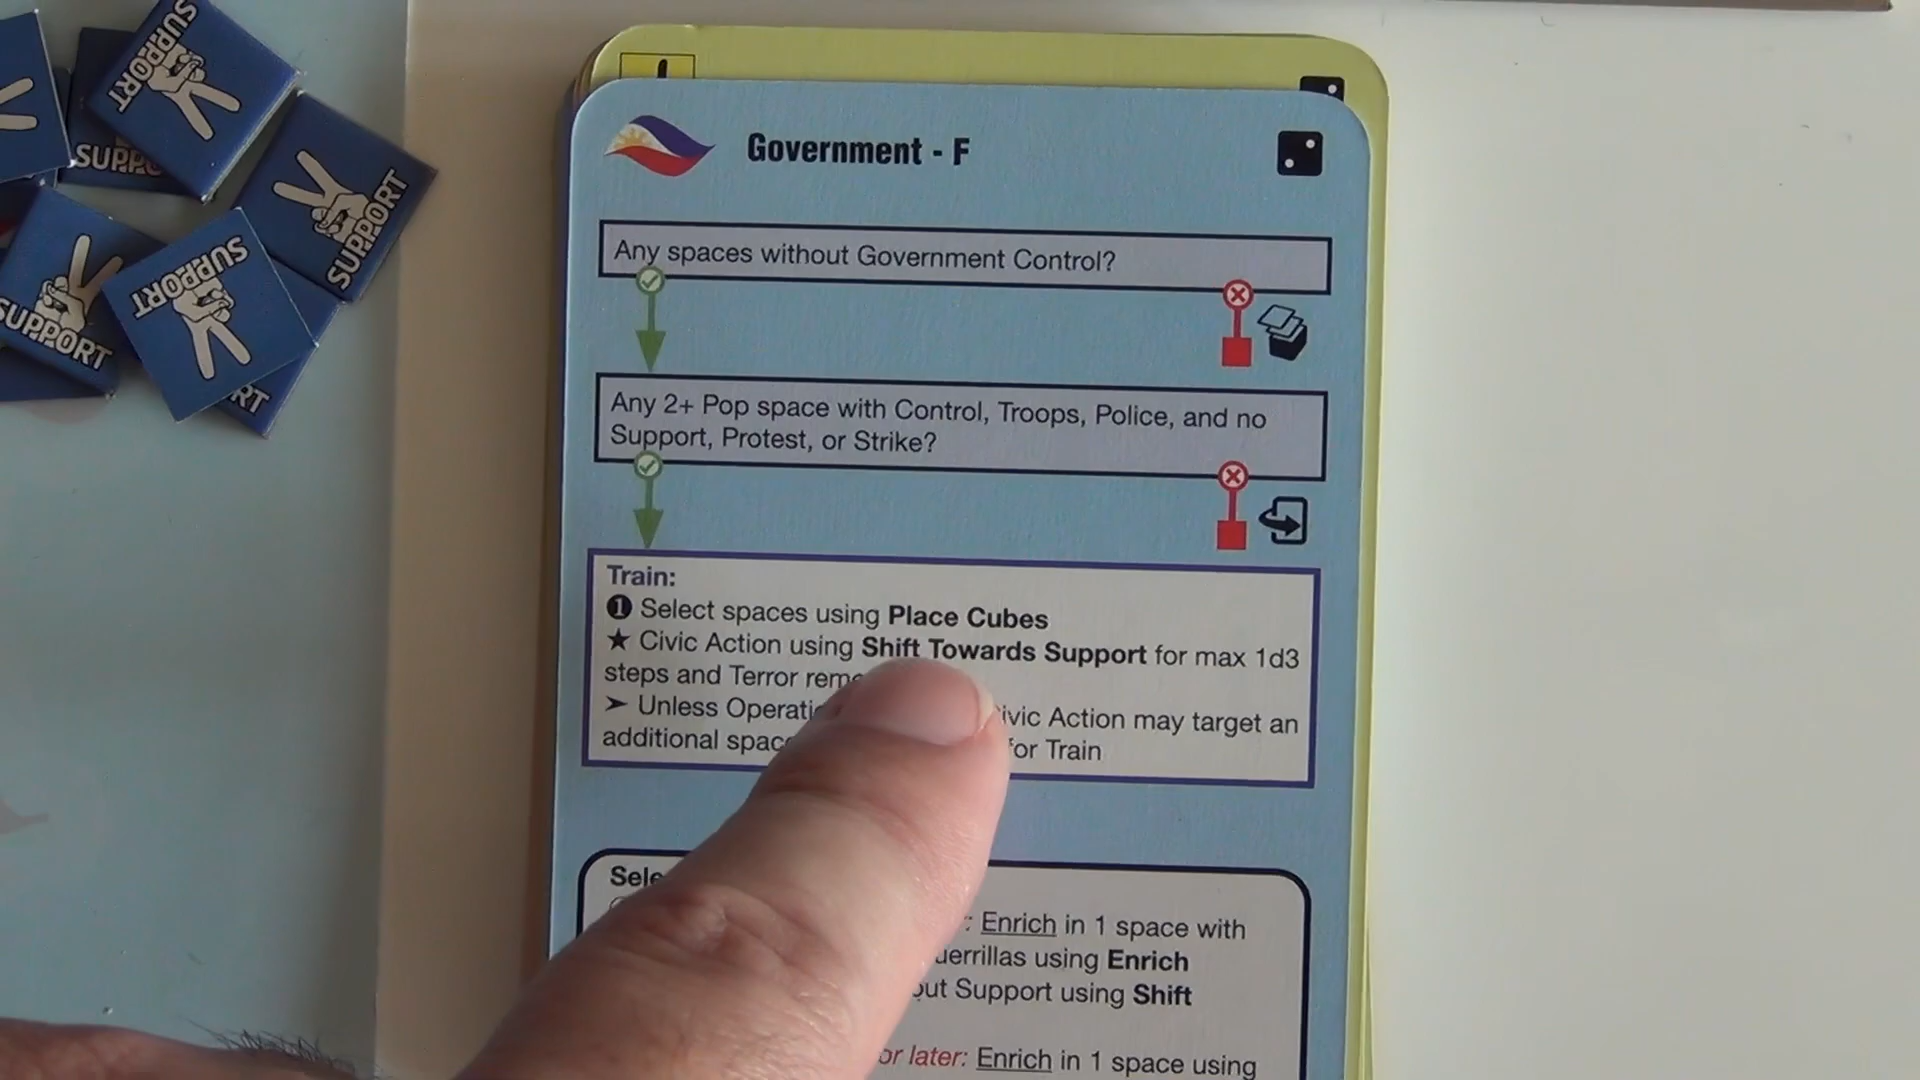 SUPPORT
SUPPORT
SUPPORT
SUPPORT
Government - F
Any spaces without Government Control?
Any 2+ Pop space with Control, Troops, Police, and no
Support, Protest, or Strike?
Train:
❶ Select spaces using Place Cubes
★ Civic Action using Shift Towards Support for max 1d3
steps and Terror
➤ Unless Civic Action may target an
additional for Train
: Enrich in 1 space with
using Enrich
Support using Shift
or later: Enrich in 1 space using